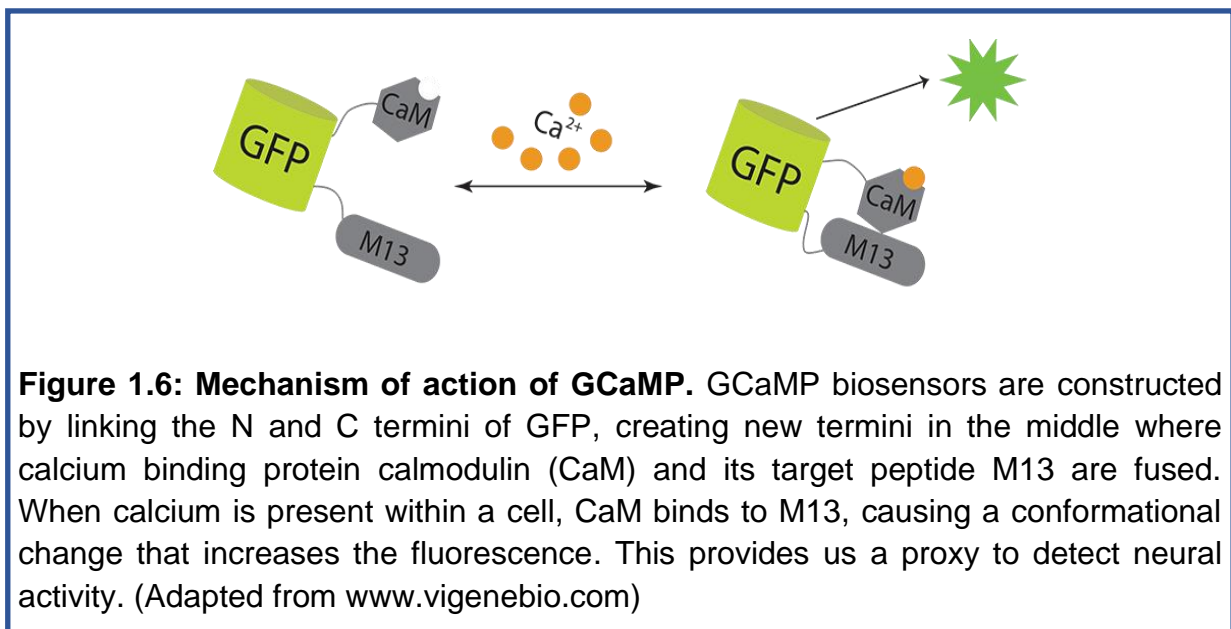 GFP
CaM
M13
Ca²⁺
GFP
CaM
M13
Figure 1.6: Mechanism of action of GCaMP. GCaMP biosensors are constructed
by linking the N and C termini of GFP, creating new termini in the middle where
calcium binding protein calmodulin (CaM) and its target peptide M13 are fused.
When calcium is present within a cell, CaM binds to M13, causing a conformational
change that increases the fluorescence. This provides us a proxy to detect neural
activity. (Adapted from www.vigenebio.com)